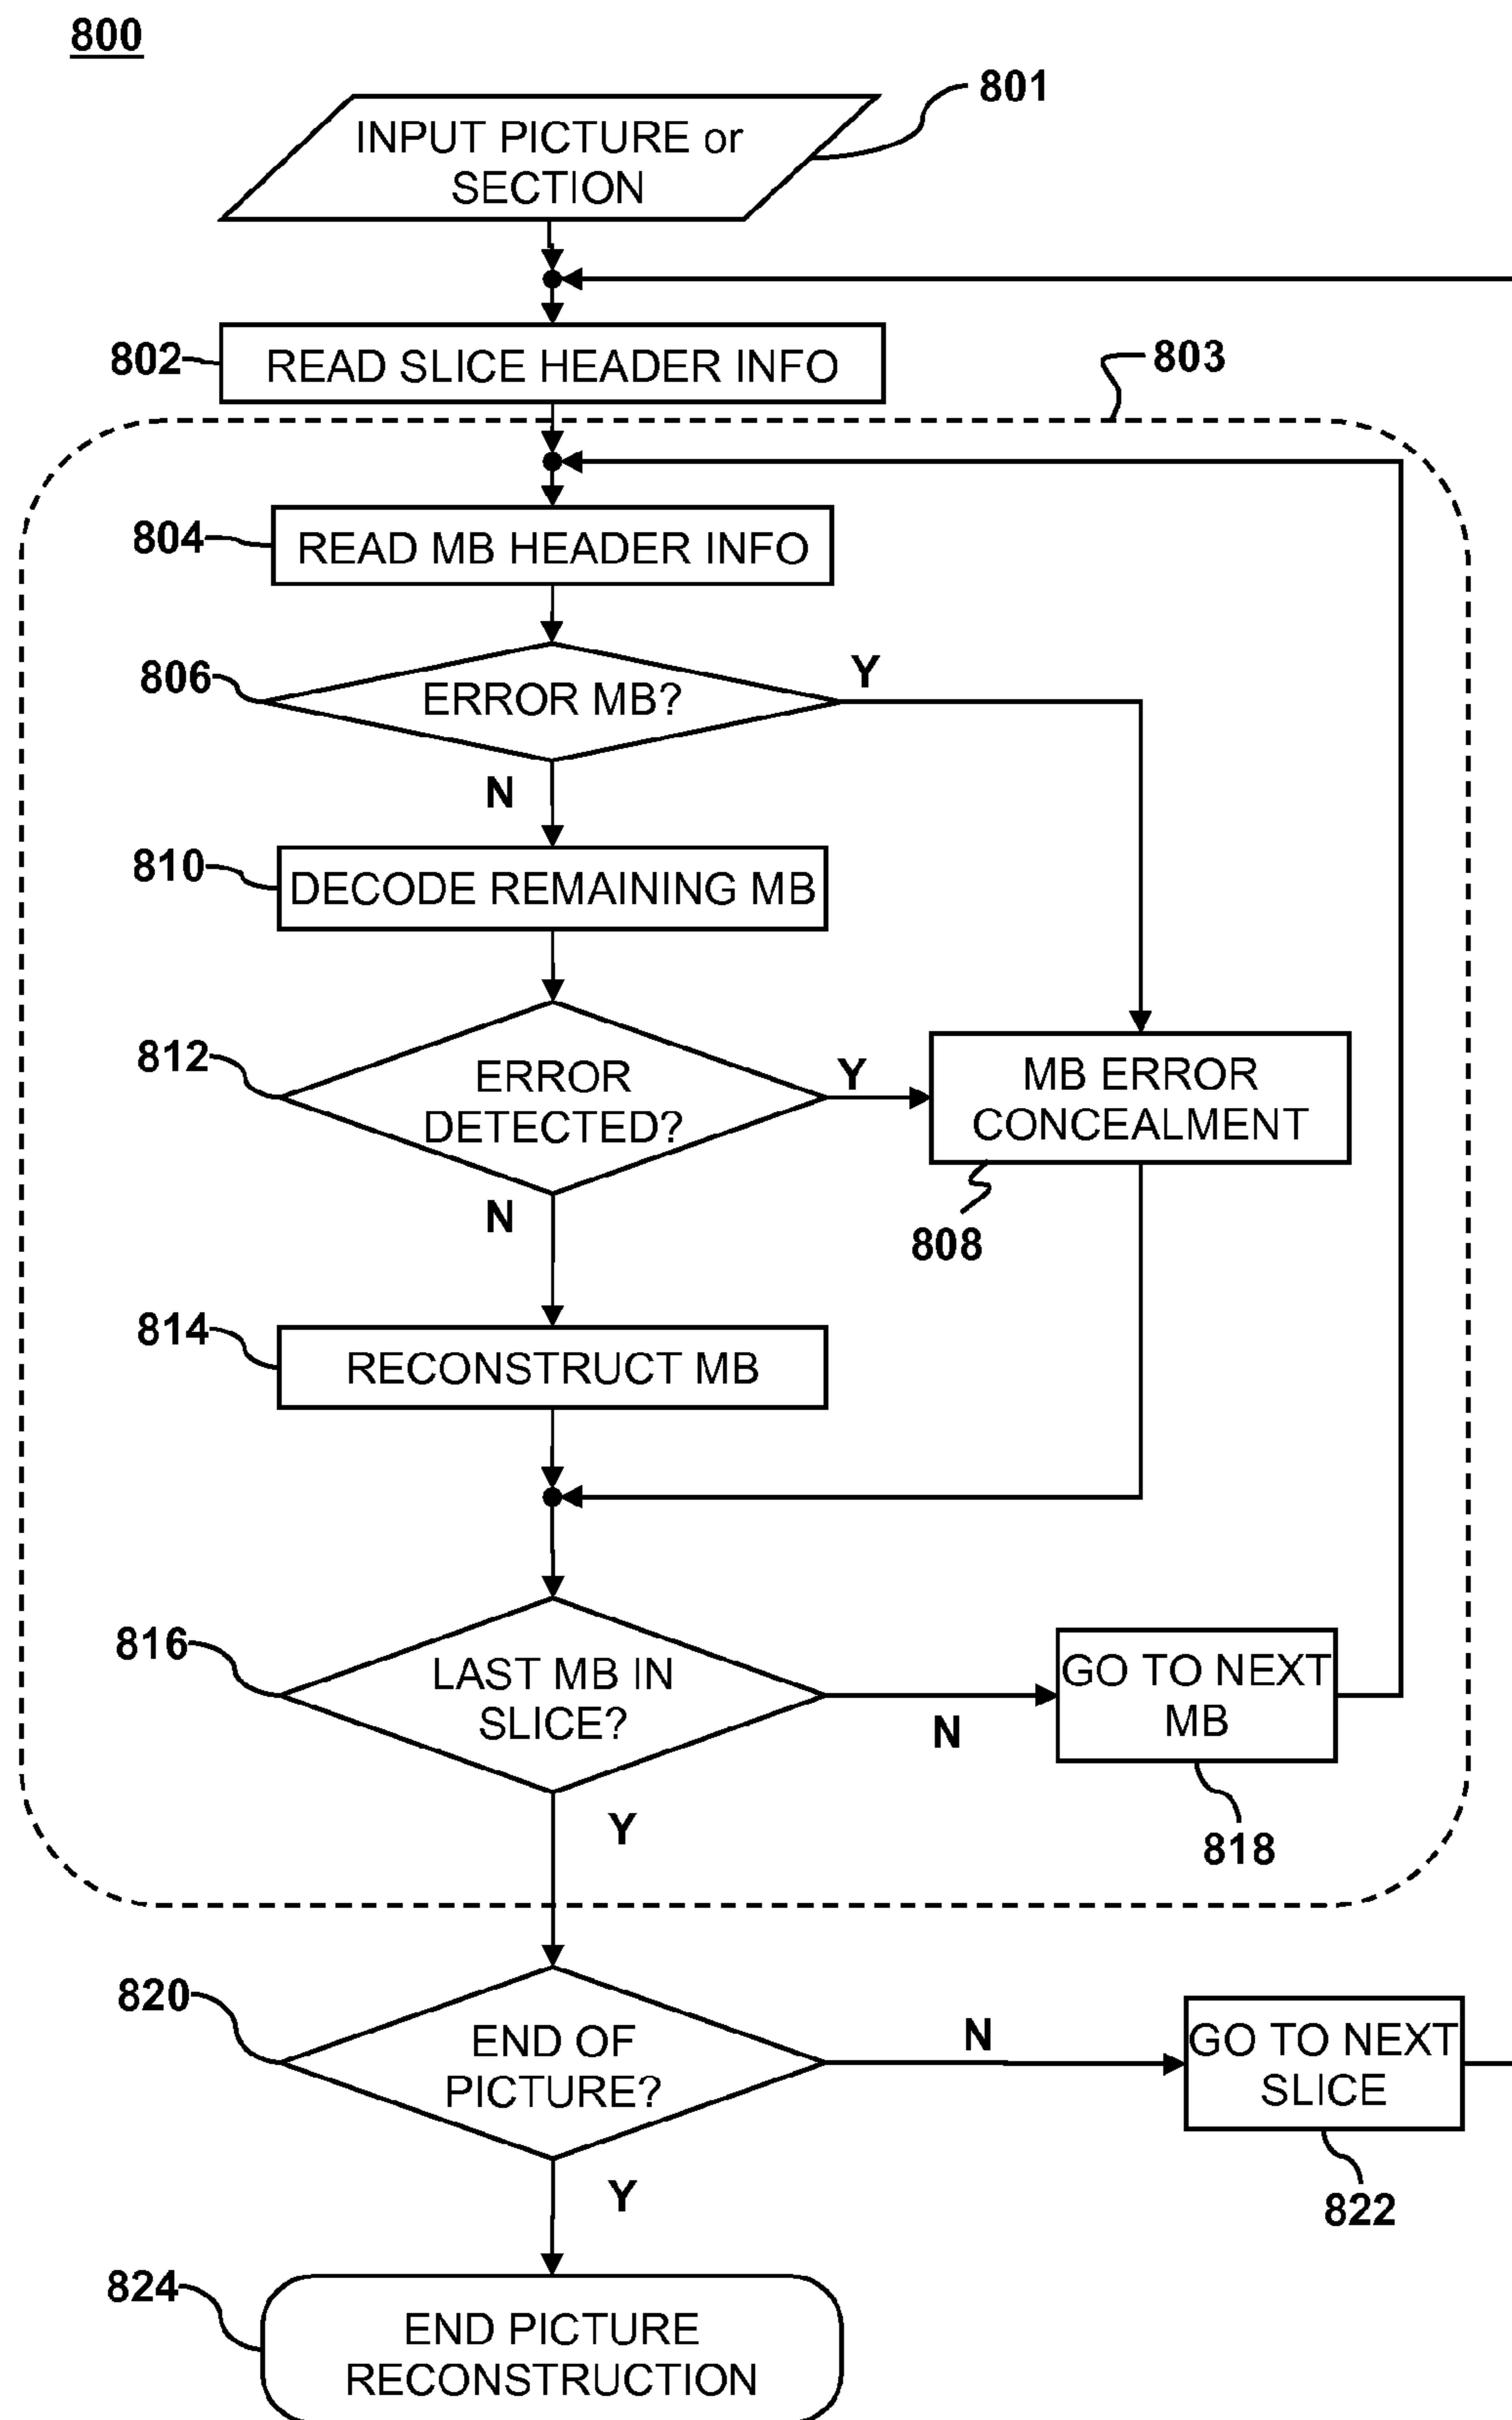 800
801
INPUT PICTURE or
SECTION
802
READ SLICE HEADER INFO
803
804
READ MB HEADER INFO
806
ERROR MB?
Y
N
810
DECODE REMAINING MB
812
ERROR
DETECTED?
Y
MB ERROR
CONCEALMENT
808
N
814
RECONSTRUCT MB
816
LAST MB IN
SLICE?
N
GO TO NEXT
MB
818
Y
820
END OF
PICTURE?
N
GO TO NEXT
SLICE
822
Y
824
END PICTURE
RECONSTRUCTION